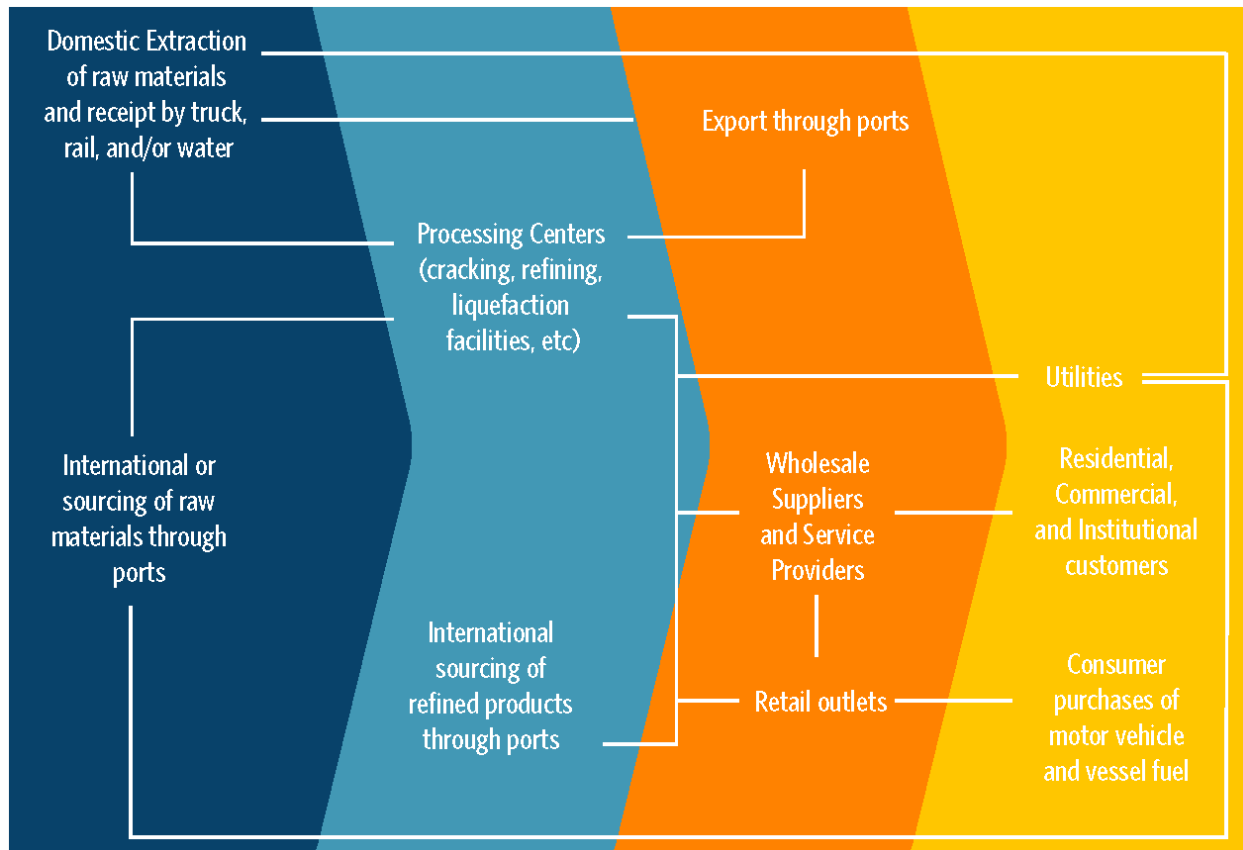 Domestic Extraction
of raw materials
and receipt by truck,
rail, and/or water
Export through ports
Processing Centers
(cracking, refining,
liquefaction
facilities, etc)
Utilities
International or
sourcing of raw
materials through
ports
Wholesale
Suppliers
and Service
Providers
Residential,
Commercial,
and Institutional
customers
International
sourcing of
refined products
through ports
Retail outlets
Consumer
purchases of
motor vehicle
and vessel fuel